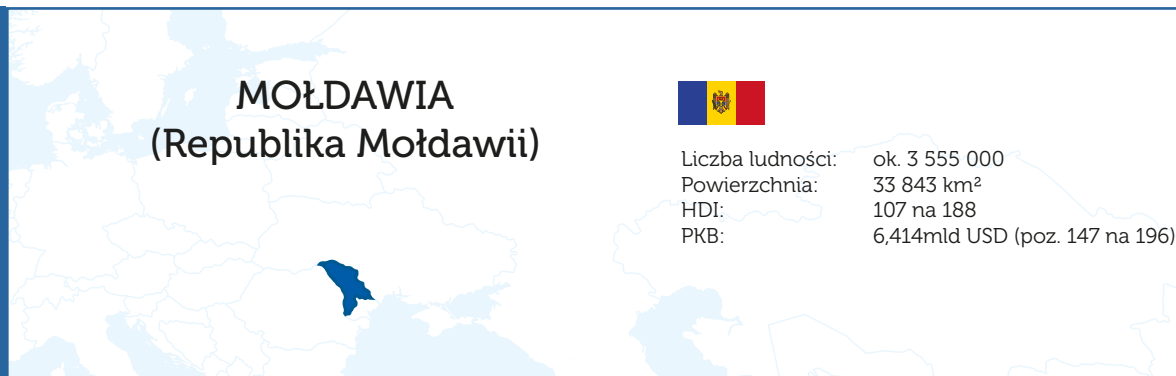 MOŁDAWIA
(Republika Mołdawii)
Liczba ludności: ok. 3 555 000
Powierzchnia: 33 843 km²
HDI: 107 na 188
PKB: 6,414mld USD (poz. 147 na 196)